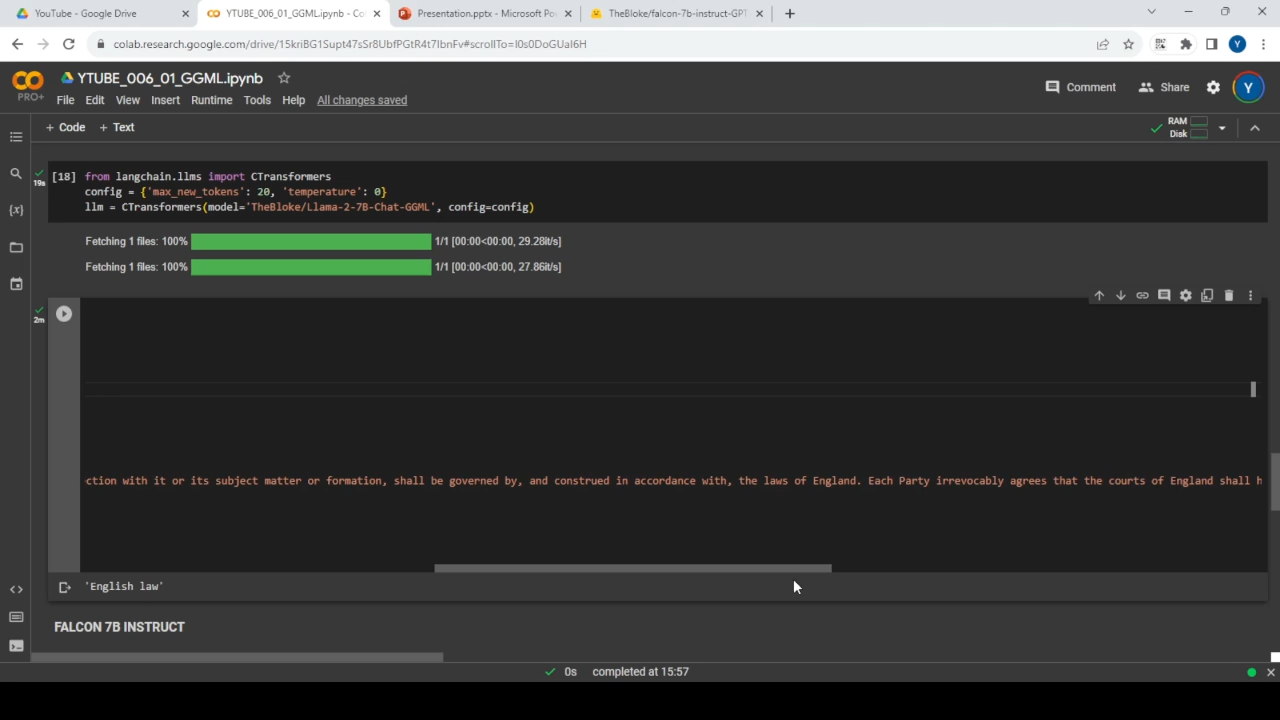 YouTube - Google Drive
YTUBE_006_01_GGML.ipynb - Co
Presentation.pptx - Microsoft Po
TheBloke/falcon-7b-instruct-GPT
colab.research.google.com/drive/15kriBG1Supt47sSr8UbfPGtR4t7IbnFv#scrollTo=I0s0DoGUaI6H
YTUBE_006_01_GGML.ipynb
PRO+
File Edit View Insert Runtime Tools Help All changes saved
Comment
Share
Y
Y
+ Code + Text
RAM
Disk
[18] from langchain.llms import CTransformers
19s
config = {'max_new_tokens': 20, 'temperature': 0}
llm = CTransformers(model='TheBloke/Llama-2-7B-Chat-GGML', config=config)
Fetching 1 files: 100% 1/1 [00:00<00:00, 29.28it/s]
Fetching 1 files: 100% 1/1 [00:00<00:00, 27.86it/s]
2m
ction with it or its subject matter or formation, shall be governed by, and construed in accordance with, the laws of England. Each Party irrevocably agrees that the courts of England shall h
'English law'
FALCON 7B INSTRUCT
0s completed at 15:57